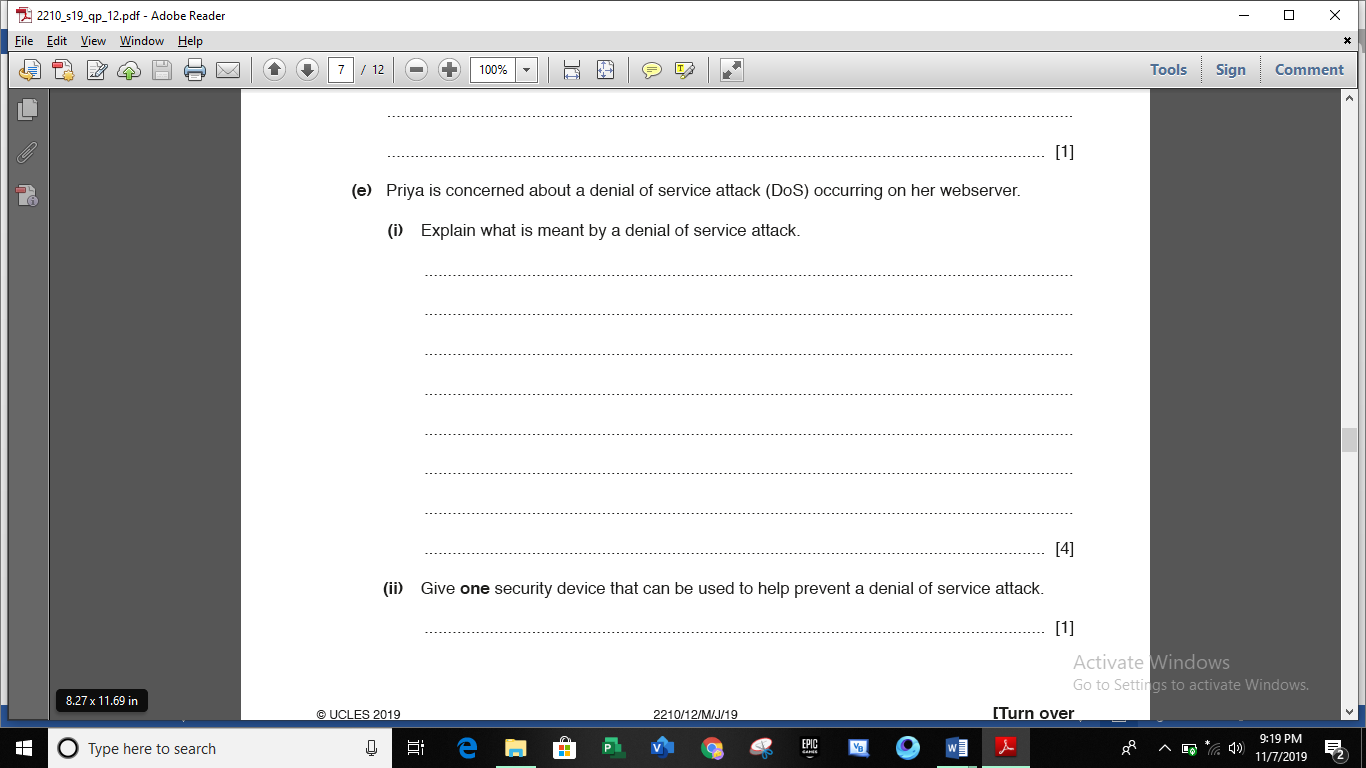 2210_s19_qp_12.pdf - Adobe Reader
File Edit View Window Help
7 / 12 100% Tools Sign Comment
[1]
(e) Priya is concerned about a denial of service attack (DoS) occurring on her webserver.
(i) Explain what is meant by a denial of service attack.
[4]
(ii) Give one security device that can be used to help prevent a denial of service attack.
[1]
Activate Windows
Go to Settings to activate Windows.
8.27 x 11.69 in
© UCLES 2019 2210/12/M/J/19 [Turn over
Type here to search
9:19 PM
11/7/2019
2